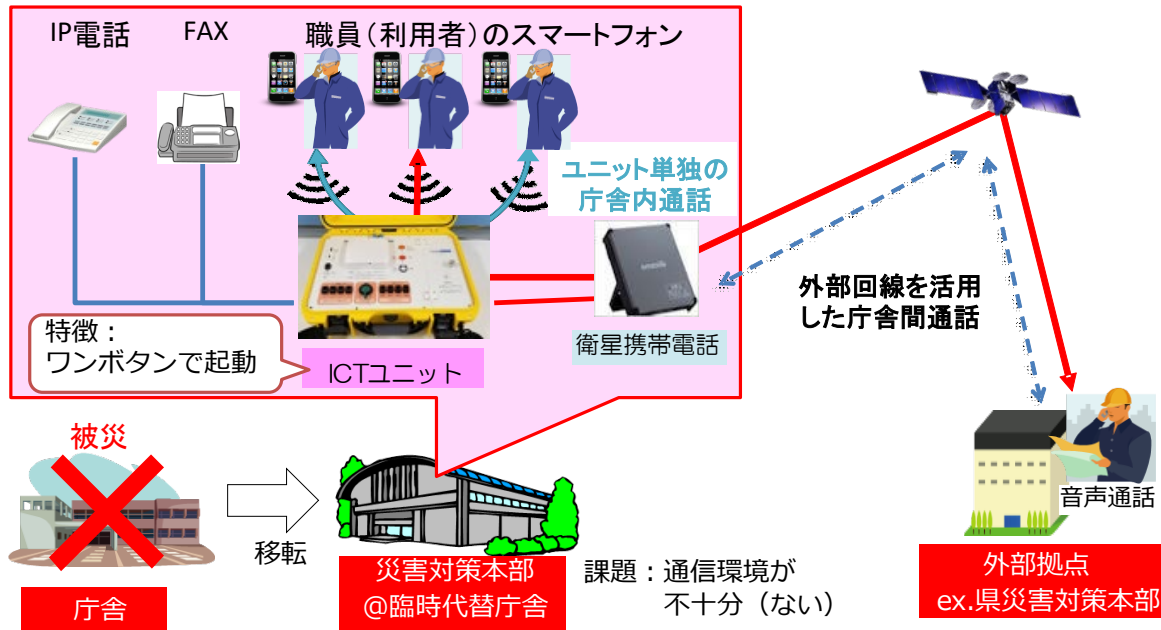 IP電話
FAX
職員（利用者）のスマートフォン
ユニット単独の
庁舎内通話
外部回線を活用
した庁舎間通話
特徴：
ワンボタンで起動
ICTユニット
衛星携帯電話
被災
移転
音声通話
庁舎
災害対策本部
@臨時代替庁舎
課題：通信環境が
不十分（ない）
外部拠点
ex.県災害対策本部